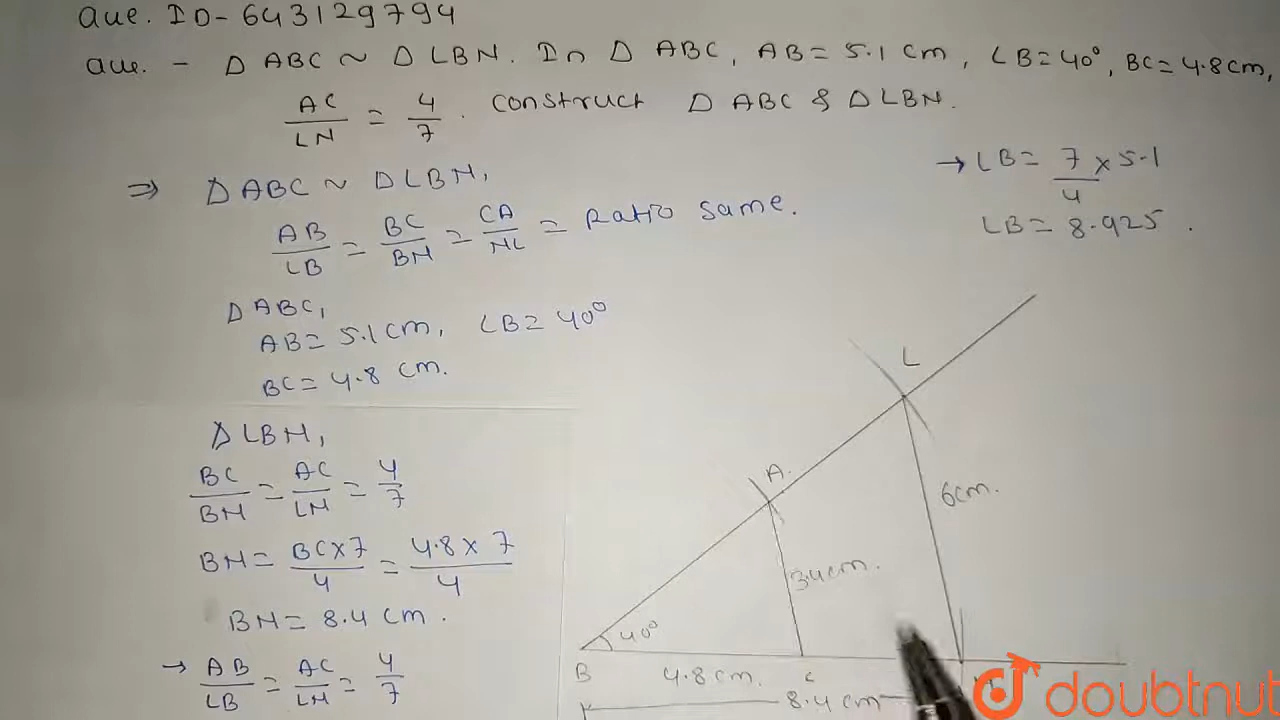 Que. ID- 643129794
Que. - Δ ABC ~ Δ LBN. In Δ ABC, AB = 5.1 cm, ∠B = 40°, BC = 4.8 cm,
AC/LN = 4/7. construct Δ ABC & Δ LBN.
⇒ Δ ABC ~ Δ LBN,
AB/LB = BC/BN = CA/NL = Ratio same.
Δ ABC,
AB = 5.1 cm, ∠B = 40°
BC = 4.8 cm.
Δ LBN,
BC/BN = AC/LN = 4/7
BN = BC×7/4 = 4.8×7/4
BN = 8.4 cm.
→ AB/LB = AC/LN = 4/7
→ LB = 7/4 × 5.1
LB = 8.925.
L
A.
6cm.
3.4cm.
40°
B
4.8 cm.
C
8.4 cm
doubtnut